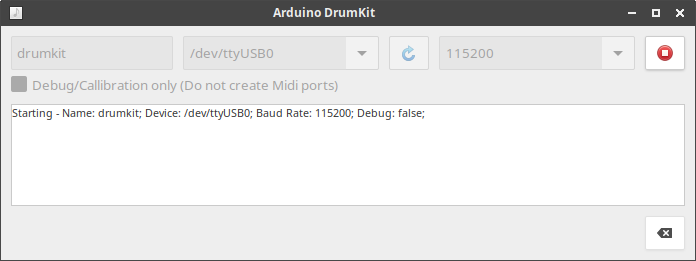 Arduino DrumKit
drumkit /dev/ttyUSB0 115200
Debug/Callibration only (Do not create Midi ports)
Starting - Name: drumkit; Device: /dev/ttyUSB0; Baud Rate: 115200; Debug: false;